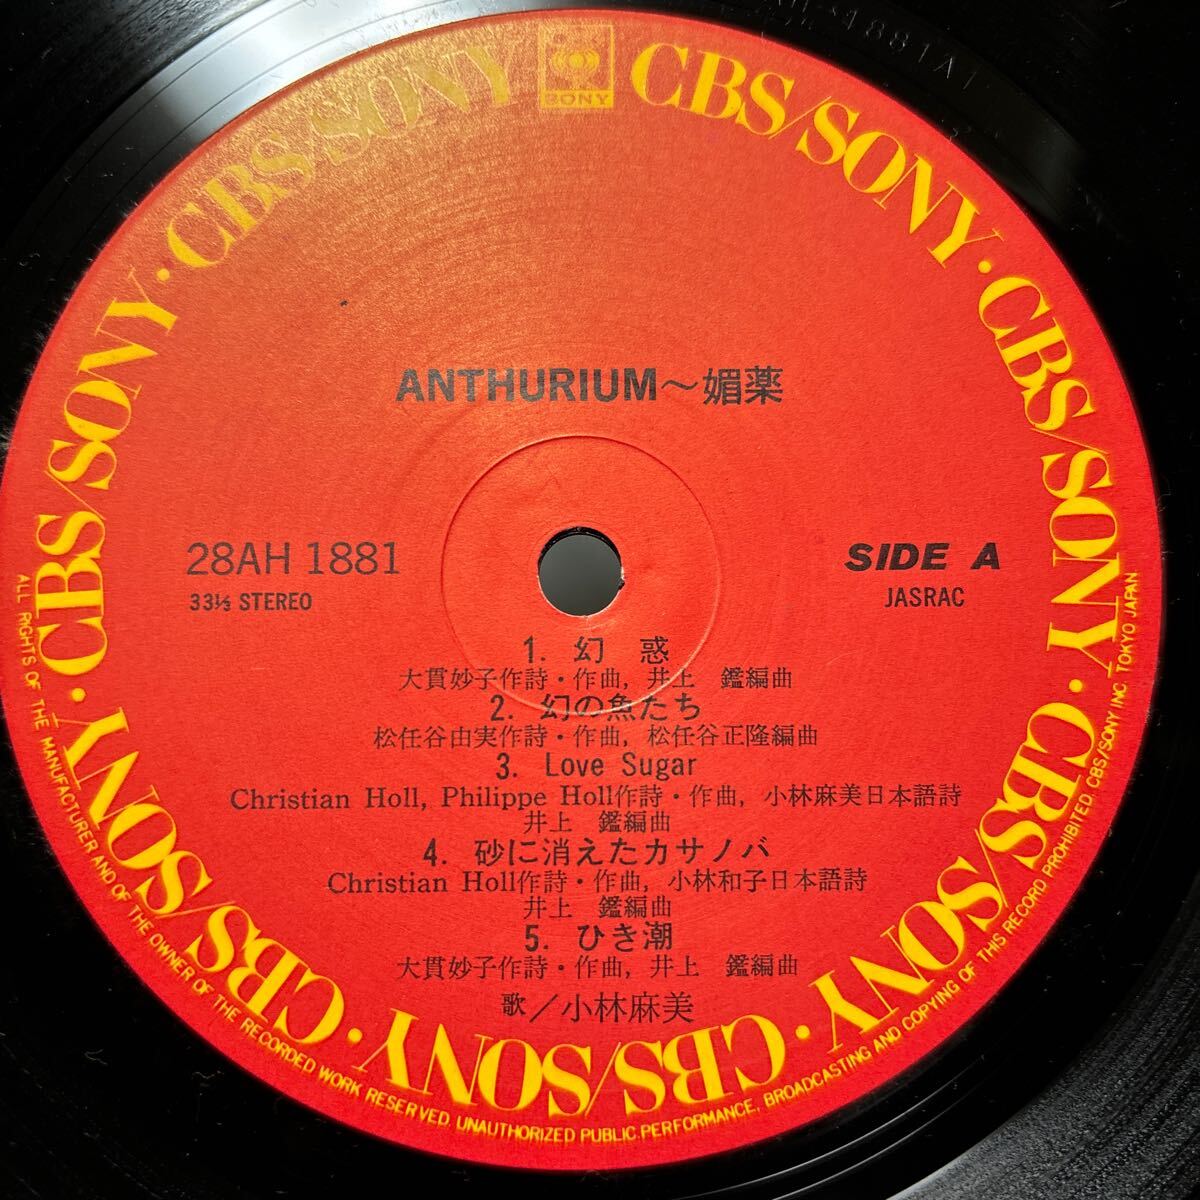 CBS/SONY · CBS/SONY · CBS/SONY · CBS/SONY · CBS/SONY · CBS/SONY · CBS/SONY · CBS/SONY
SONY
1881A1
ANTHURIUM～媚薬
28AH 1881
33⅓ STEREO
SIDE A
JASRAC
1. 幻 惑
大貫妙子作詩・作曲, 井上 鑑編曲
2. 幻の魚たち
松任谷由実作詩・作曲, 松任谷正隆編曲
3. Love Sugar
Christian Holl, Philippe Holl作詩・作曲, 小林麻美日本語詩
井上 鑑編曲
4. 砂に消えたカサノバ
Christian Holl作詩・作曲, 小林和子日本語詩
井上 鑑編曲
5. ひき潮
大貫妙子作詩・作曲, 井上 鑑編曲
歌／小林麻美
ALL RIGHTS OF THE MANUFACTURER AND OF THE OWNER OF THE RECORDED WORK RESERVED. UNAUTHORIZED PUBLIC PERFORMANCE, BROADCASTING AND COPYING OF THIS RECORD PROHIBITED. CBS/SONY INC. TOKYO JAPAN